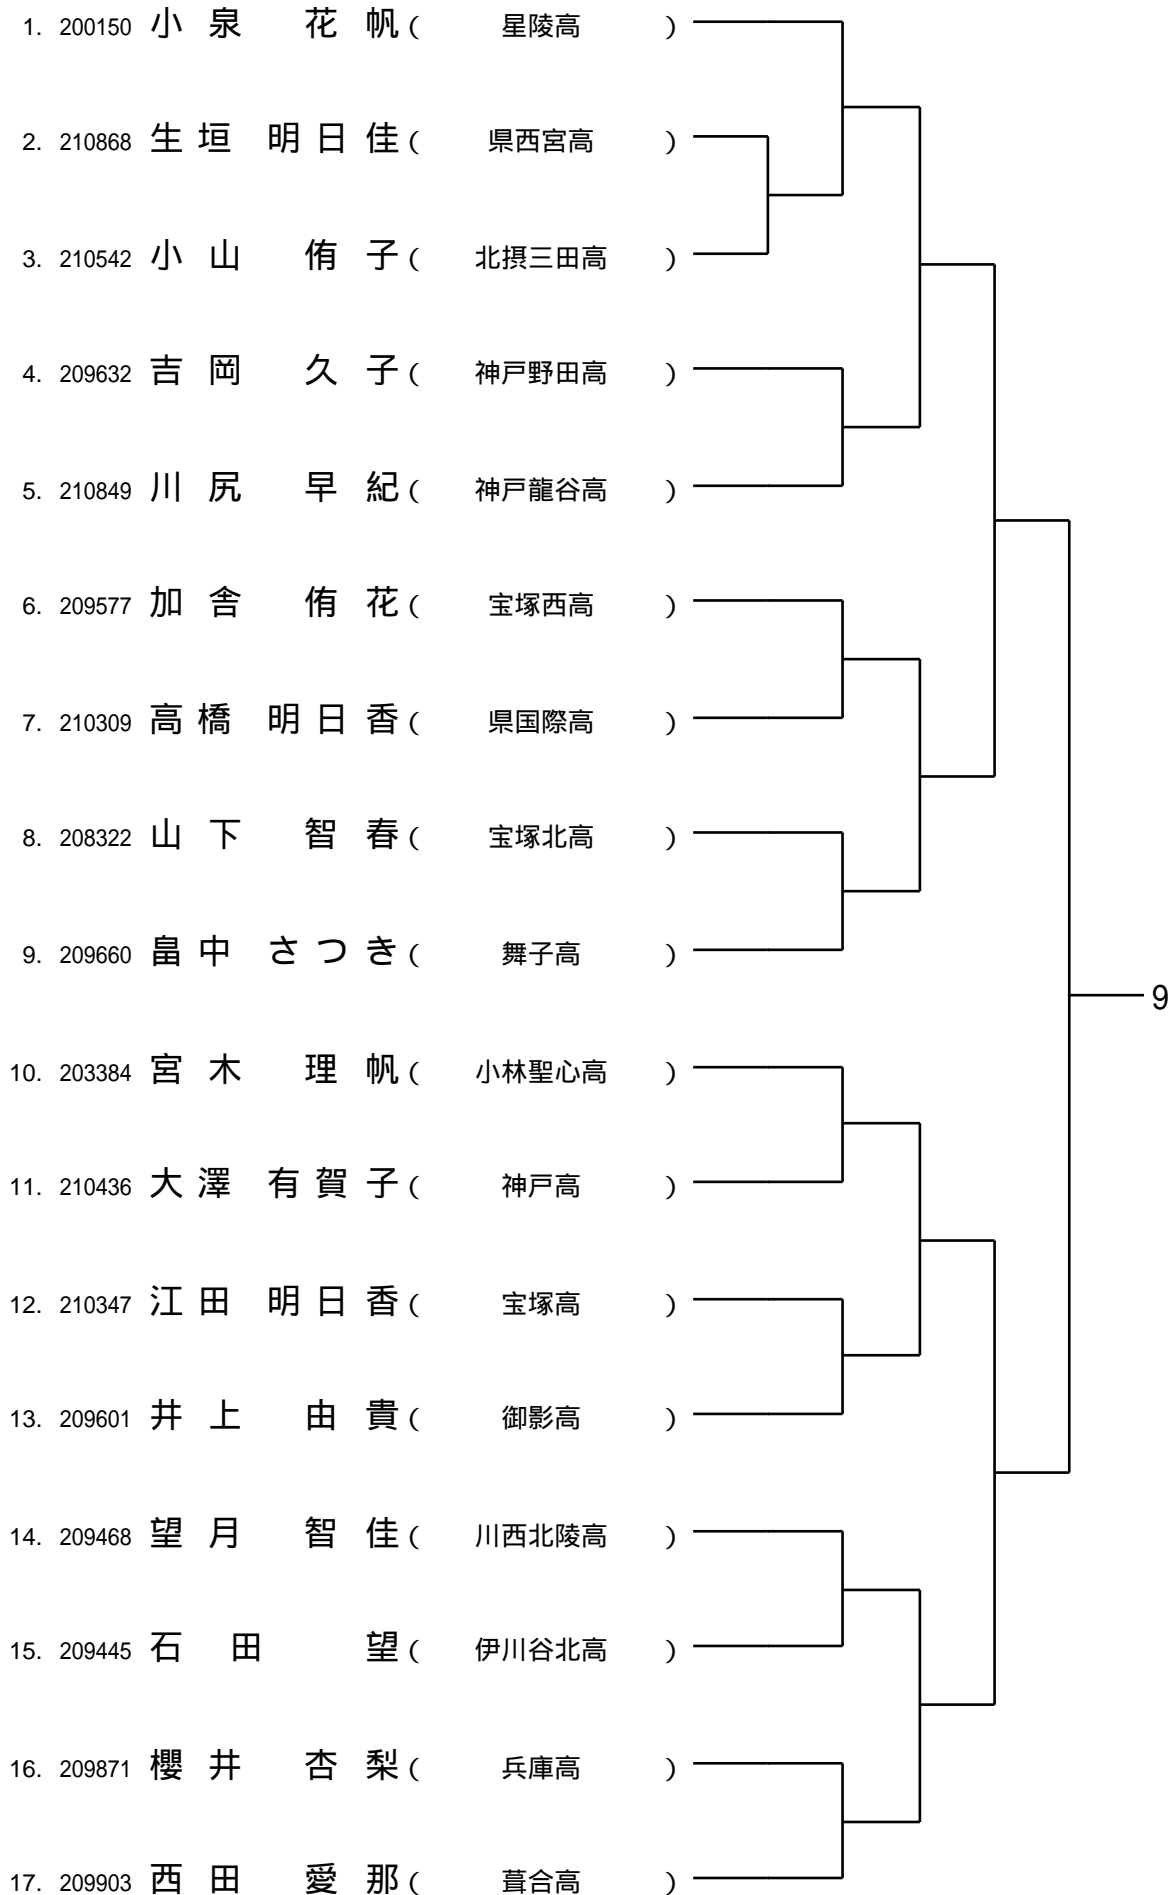 1. 200150 小泉 花帆 ( 星陵高 )
2. 210868 生垣 明日佳 ( 県西宮高 )
3. 210542 小山 侑子 ( 北摂三田高 )
4. 209632 吉岡 久子 ( 神戸野田高 )
5. 210849 川尻 早紀 ( 神戸龍谷高 )
6. 209577 加舎 侑花 ( 宝塚西高 )
7. 210309 高橋 明日香 ( 県国際高 )
8. 208322 山下 智春 ( 宝塚北高 )
9. 209660 畠中 さつき ( 舞子高 )
9
10. 203384 宮木 理帆 ( 小林聖心高 )
11. 210436 大澤 有賀子 ( 神戸高 )
12. 210347 江田 明日香 ( 宝塚高 )
13. 209601 井上 由貴 ( 御影高 )
14. 209468 望月 智佳 ( 川西北陵高 )
15. 209445 石田 望 ( 伊川谷北高 )
16. 209871 櫻井 杏梨 ( 兵庫高 )
17. 209903 西田 愛那 ( 葺合高 )